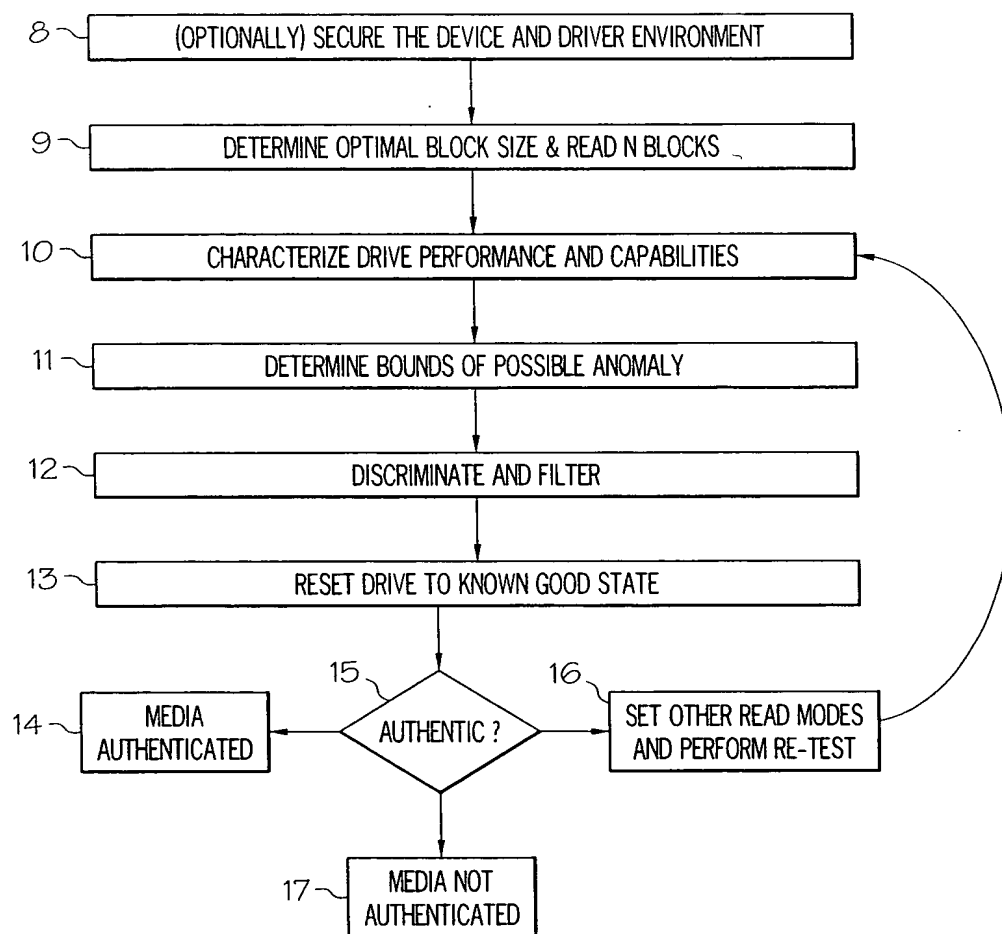 8
(OPTIONALLY) SECURE THE DEVICE AND DRIVER ENVIRONMENT
9
DETERMINE OPTIMAL BLOCK SIZE & READ N BLOCKS
10
CHARACTERIZE DRIVE PERFORMANCE AND CAPABILITIES
11
DETERMINE BOUNDS OF POSSIBLE ANOMALY
12
DISCRIMINATE AND FILTER
13
RESET DRIVE TO KNOWN GOOD STATE
14
MEDIA
AUTHENTICATED
15
AUTHENTIC ?
16
SET OTHER READ MODES
AND PERFORM RE-TEST
17
MEDIA NOT
AUTHENTICATED